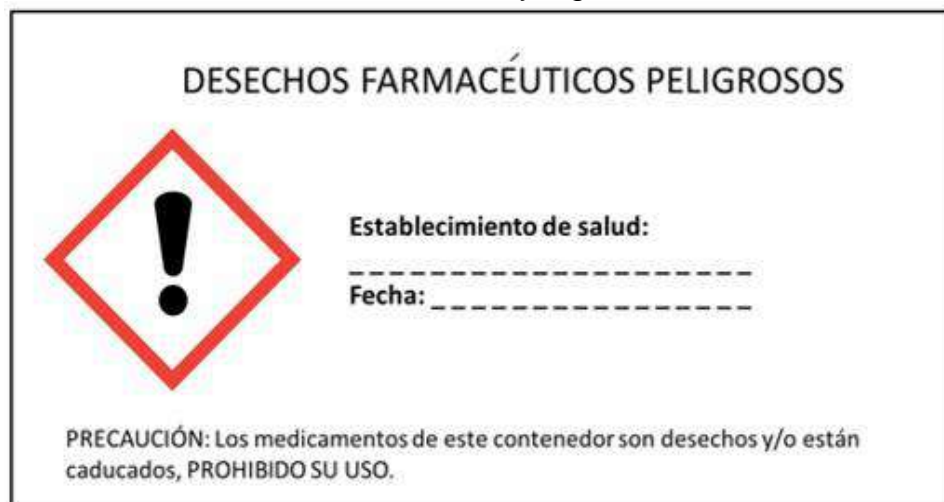 DESECHOS FARMACÉUTICOS PELIGROSOS
!
Establecimiento de salud:
_ _ _ _ _ _ _ _ _ _ _ _ _ _ _ _ _ _ _ _
Fecha: _ _ _ _ _ _ _ _ _ _ _ _ _ _ _ _
PRECAUCIÓN: Los medicamentos de este contenedor son desechos y/o están
caducados, PROHIBIDO SU USO.